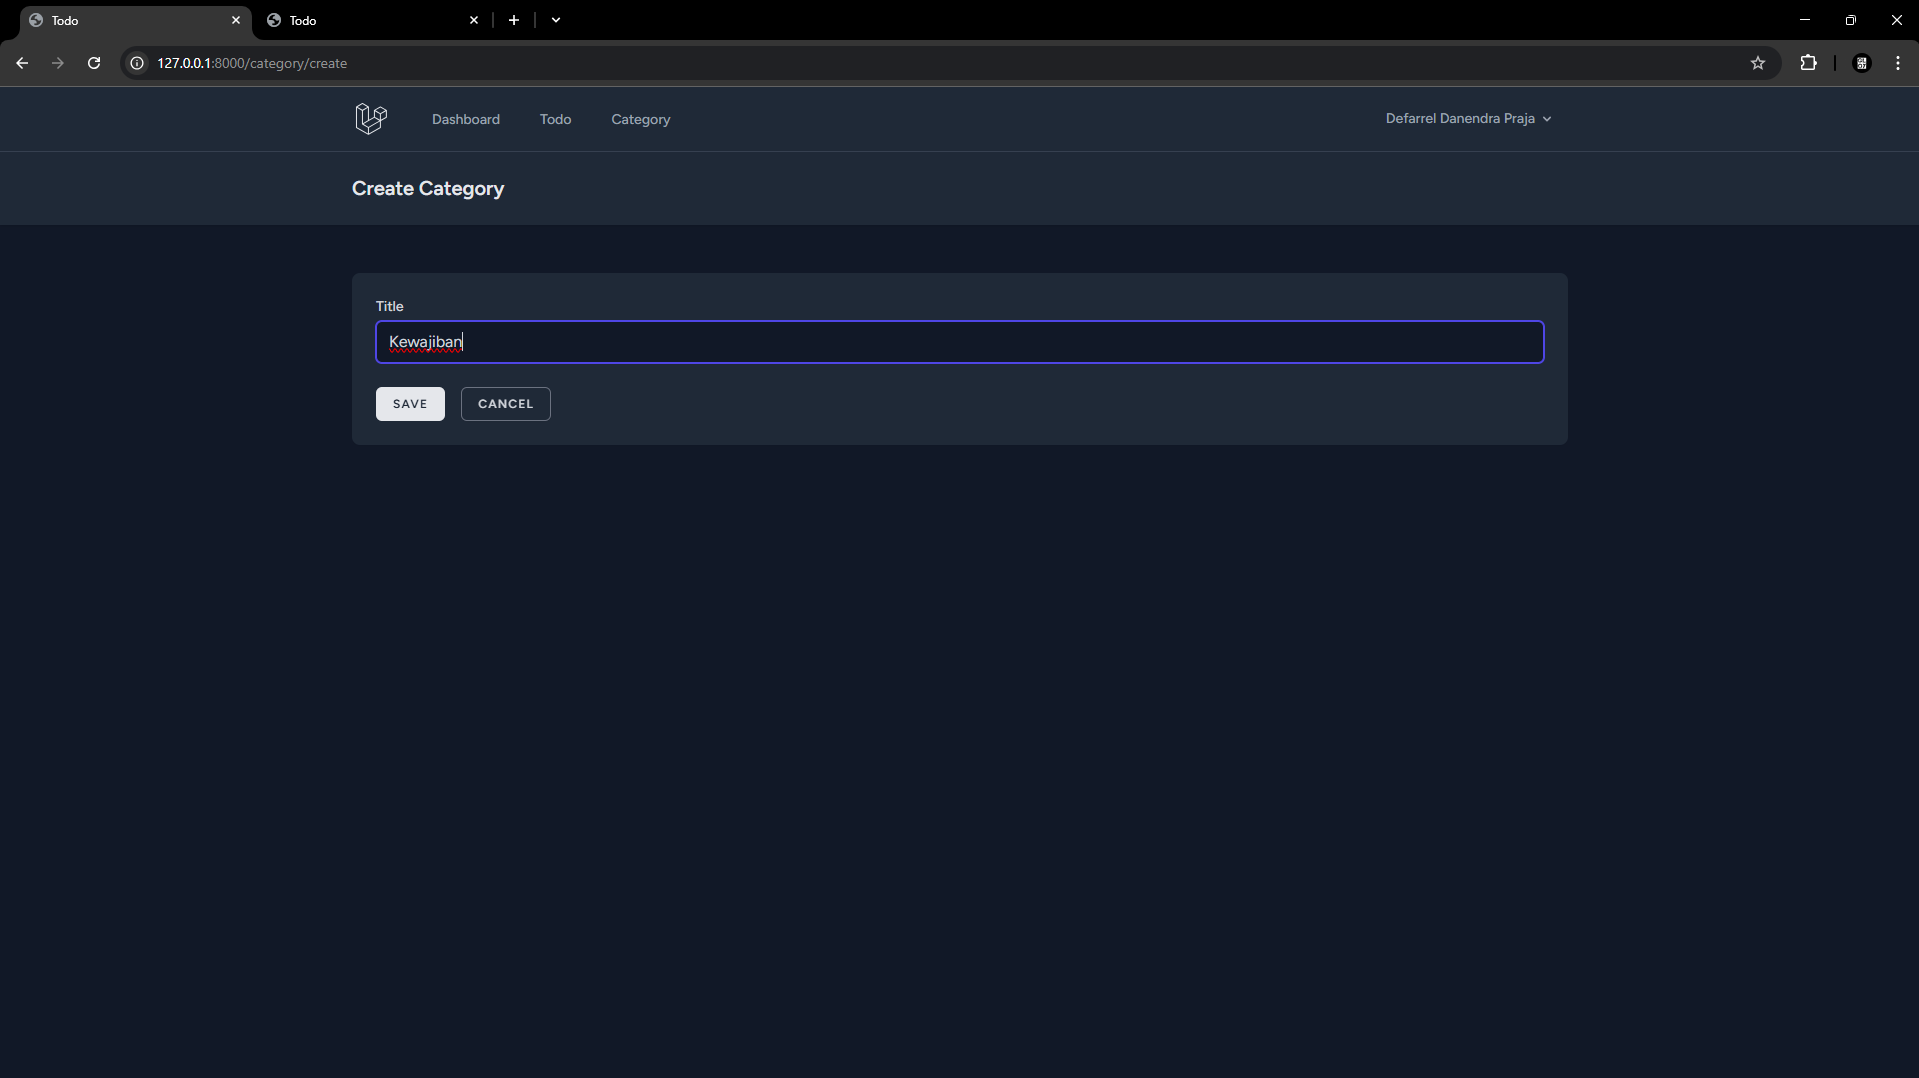 Todo
Todo
127.0.0.1:8000/category/create
Dashboard
Todo
Category
Defarrel Danendra Praja
Create Category
Title
Kewajiban
SAVE
CANCEL